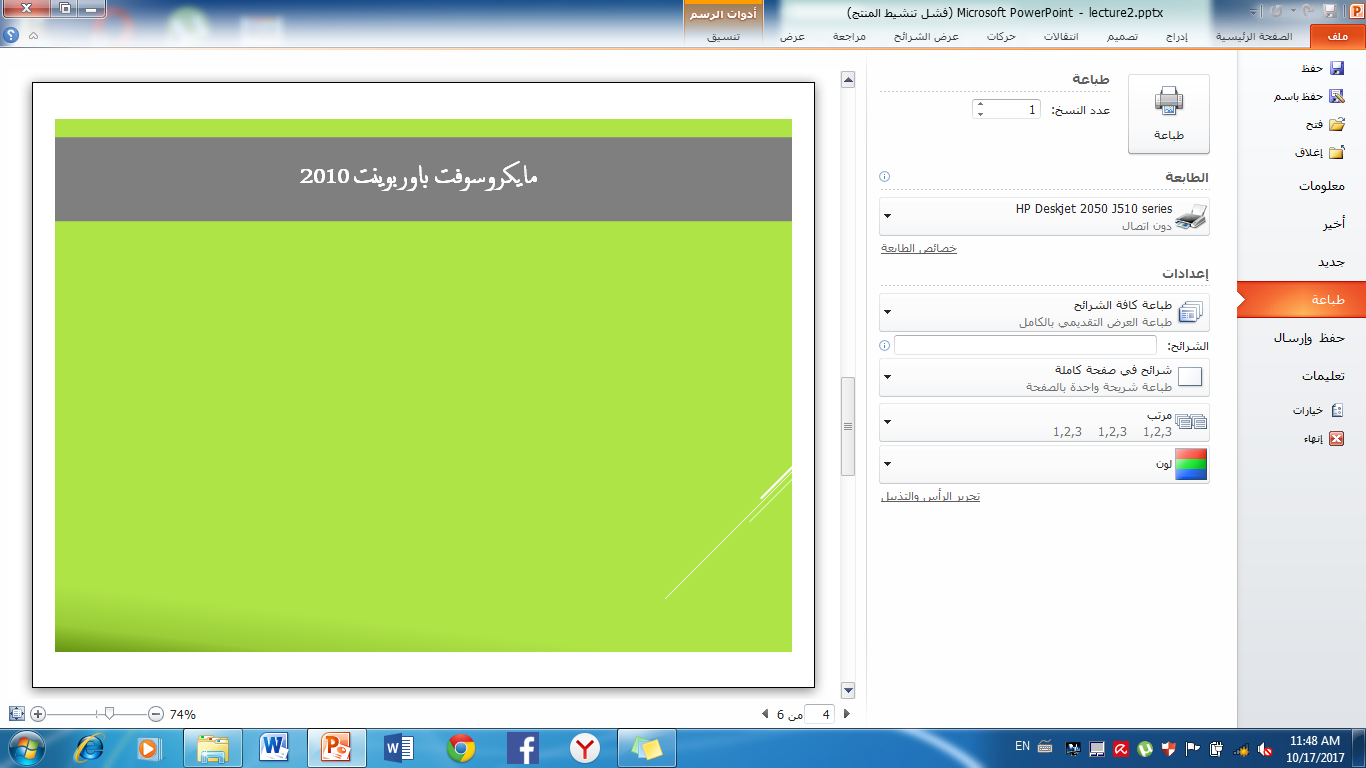 lecture2.pptx - Microsoft PowerPoint (فشل تنشيط المنتج)
أدوات الرسم
ملف
الصفحة الرئيسية
إدراج
تصميم
انتقالات
حركات
عرض الشرائح
مراجعة
عرض
تنسيق
حفظ
حفظ باسم
فتح
إغلاق
معلومات
أخير
جديد
طباعة
حفظ وإرسال
تعليمات
خيارات
إنهاء
طباعة
طباعة
عدد النسخ: 1
الطابعة
HP Deskjet 2050 J510 series
دون اتصال
خصائص الطابعة
إعدادات
طباعة كافة الشرائح
طباعة العرض التقديمي بالكامل
الشرائح:
شرائح في صفحة كاملة
طباعة شريحة واحدة بالصفحة
مرتب
1,2,3 1,2,3 1,2,3
لون
تحرير الرأس والتذييل
مايكروسوفت باوربوينت 2010
4 من 6
74%
EN
11:48 AM
10/17/2017